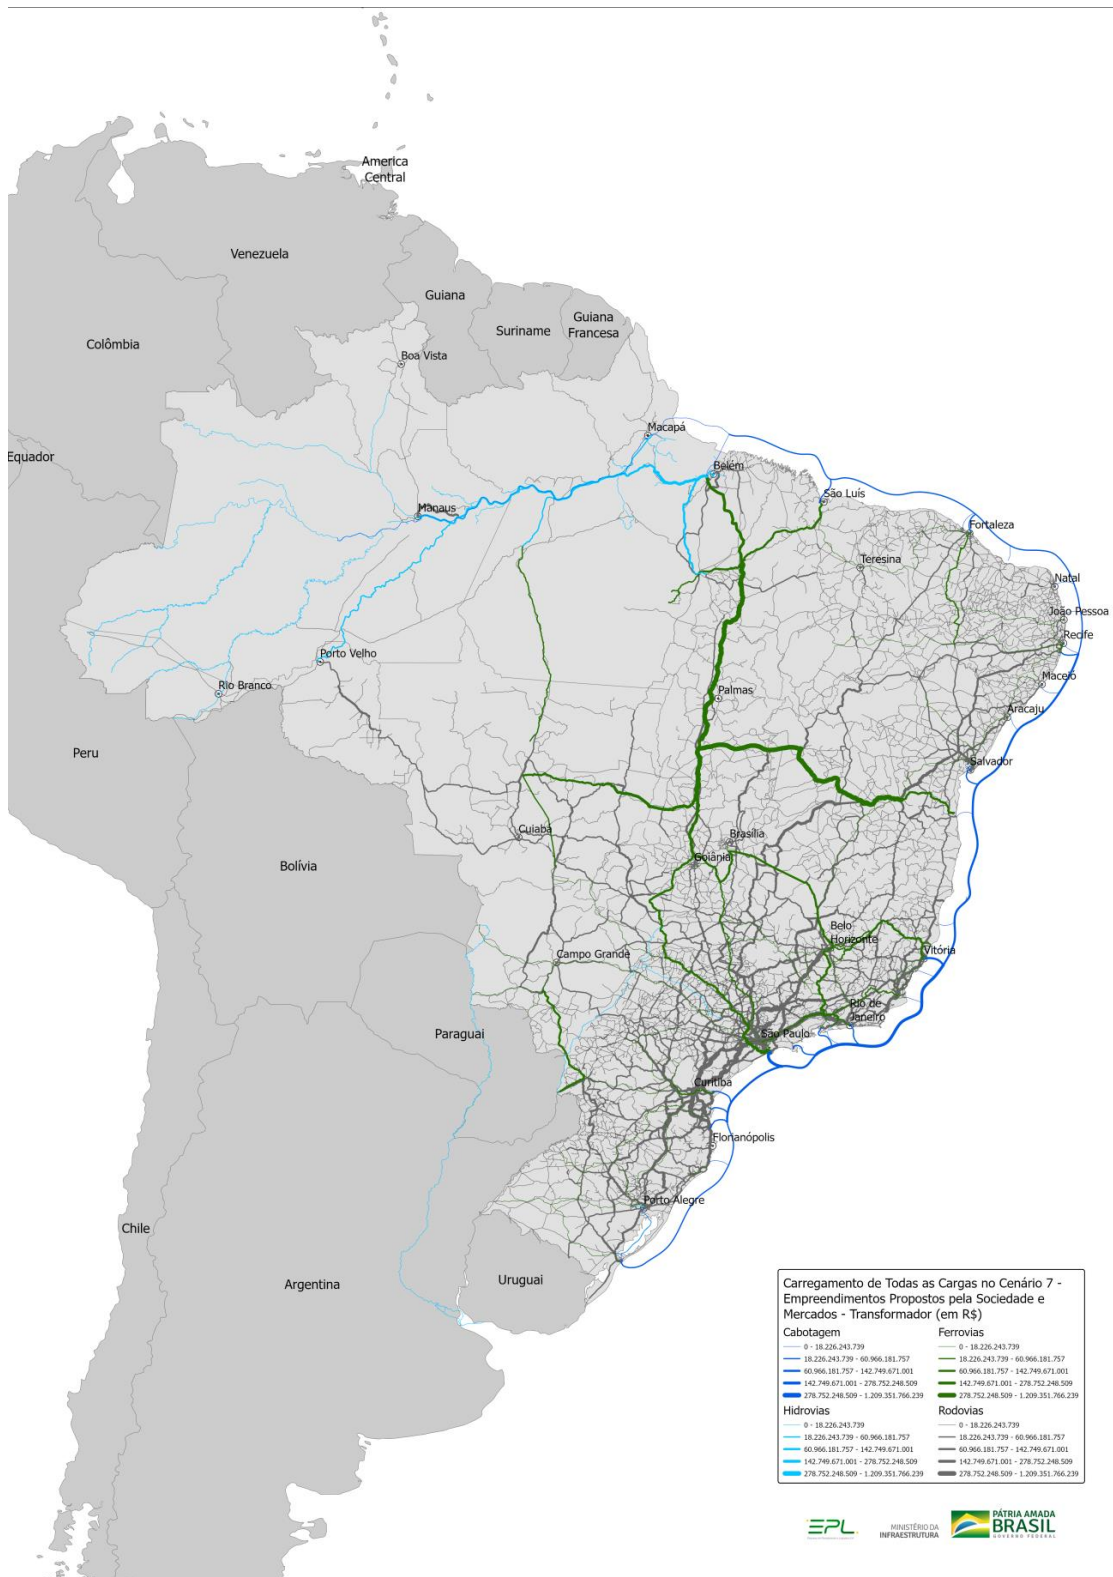 America
Central
Venezuela
Guiana
Suriname
Guiana
Francesa
Colômbia
Boa Vista
Macapá
Equador
Belém
São Luís
Manaus
Fortaleza
Teresina
Natal
João Pessoa
Recife
Porto Velho
Maceió
Rio Branco
Palmas
Aracaju
Peru
Salvador
Cuiabá
Brasília
Goiânia
Bolívia
Belo
Horizonte
Vitória
Campo Grande
Rio de
Janeiro
Paraguai
São Paulo
Curitiba
Florianópolis
Porto Alegre
Chile
Argentina
Uruguai
Carregamento de Todas as Cargas no Cenário 7 -
Empreendimentos Propostos pela Sociedade e
Mercados - Transformador (em R$)
Cabotagem
0 - 18.226.243.739
18.226.243.739 - 60.966.181.757
60.966.181.757 - 142.749.671.001
142.749.671.001 - 278.752.248.509
278.752.248.509 - 1.209.351.766.239
Ferrovias
0 - 18.226.243.739
18.226.243.739 - 60.966.181.757
60.966.181.757 - 142.749.671.001
142.749.671.001 - 278.752.248.509
278.752.248.509 - 1.209.351.766.239
Hidrovias
0 - 18.226.243.739
18.226.243.739 - 60.966.181.757
60.966.181.757 - 142.749.671.001
142.749.671.001 - 278.752.248.509
278.752.248.509 - 1.209.351.766.239
Rodovias
0 - 18.226.243.739
18.226.243.739 - 60.966.181.757
60.966.181.757 - 142.749.671.001
142.749.671.001 - 278.752.248.509
278.752.248.509 - 1.209.351.766.239
EPL
MINISTÉRIO DA
INFRAESTRUTURA
PÁTRIA AMADA
BRASIL
GOVERNO FEDERAL